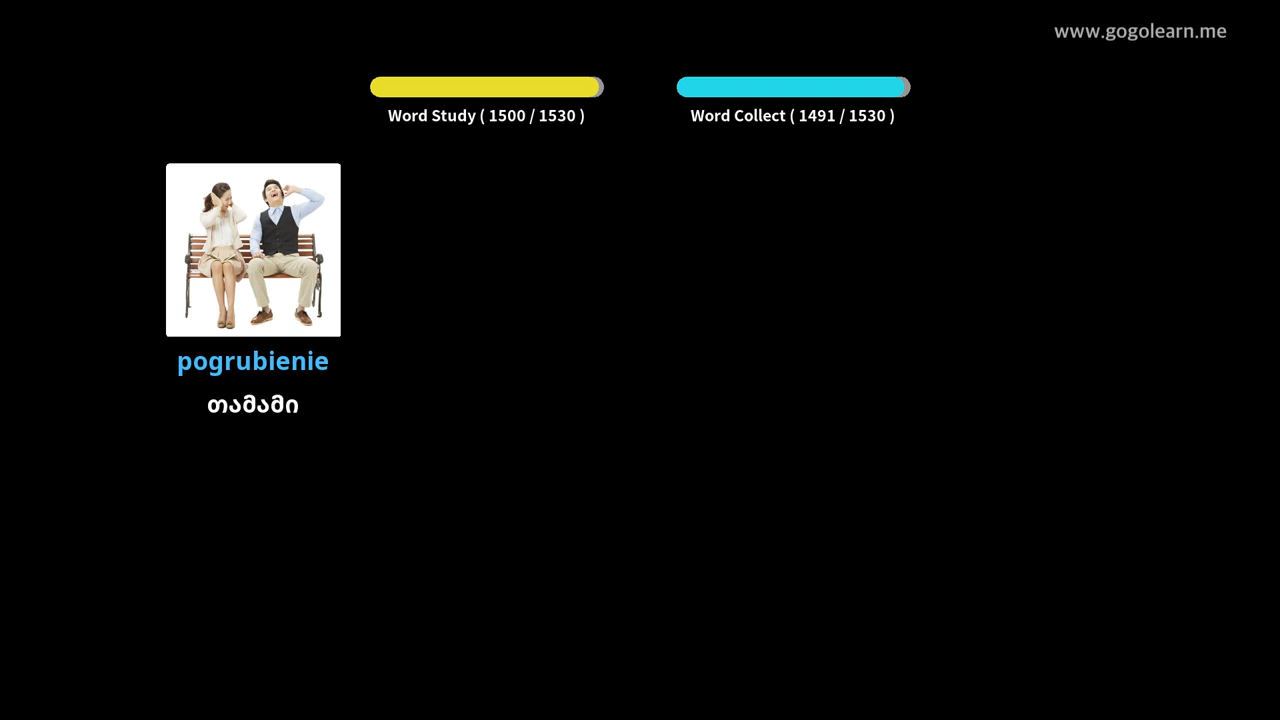 www.gogolearn.me
Word Study ( 1500 / 1530 )
Word Collect ( 1491 / 1530 )
pogrubienie
თამამი